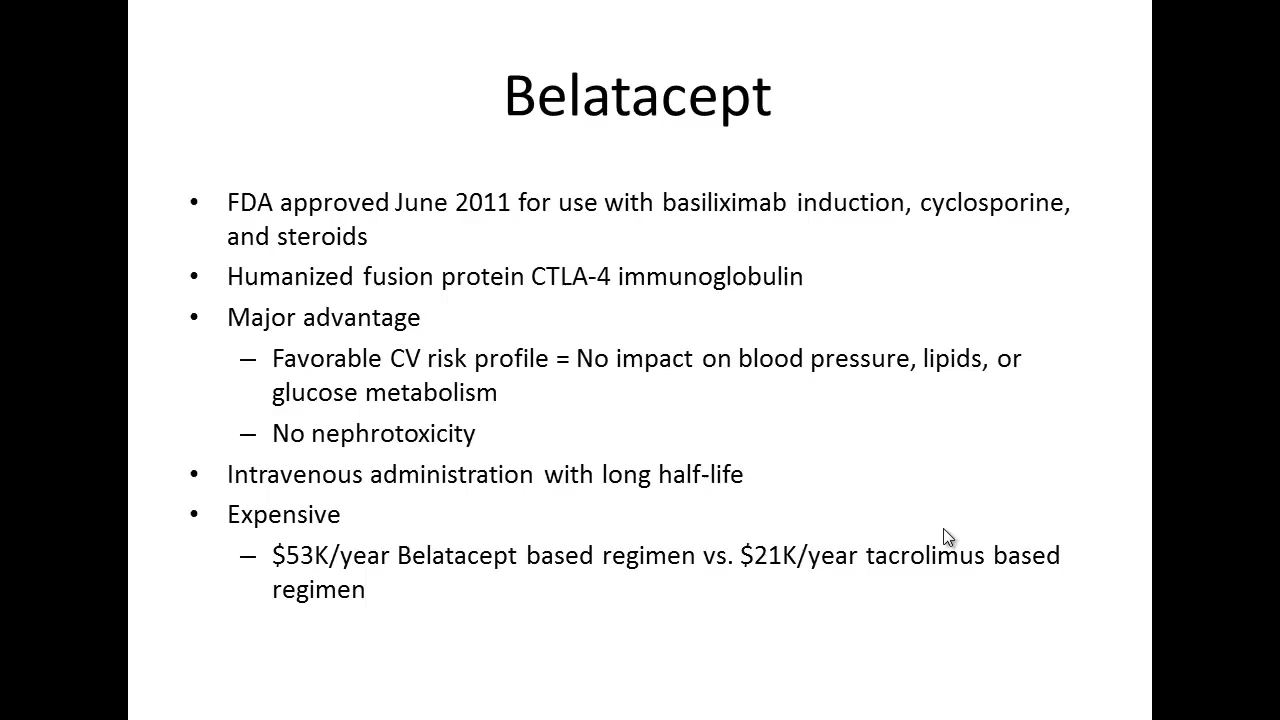 Belatacept
• FDA approved June 2011 for use with basiliximab induction, cyclosporine,
and steroids
• Humanized fusion protein CTLA-4 immunoglobulin
• Major advantage
– Favorable CV risk profile = No impact on blood pressure, lipids, or
glucose metabolism
– No nephrotoxicity
• Intravenous administration with long half-life
• Expensive
– $53K/year Belatacept based regimen vs. $21K/year tacrolimus based
regimen